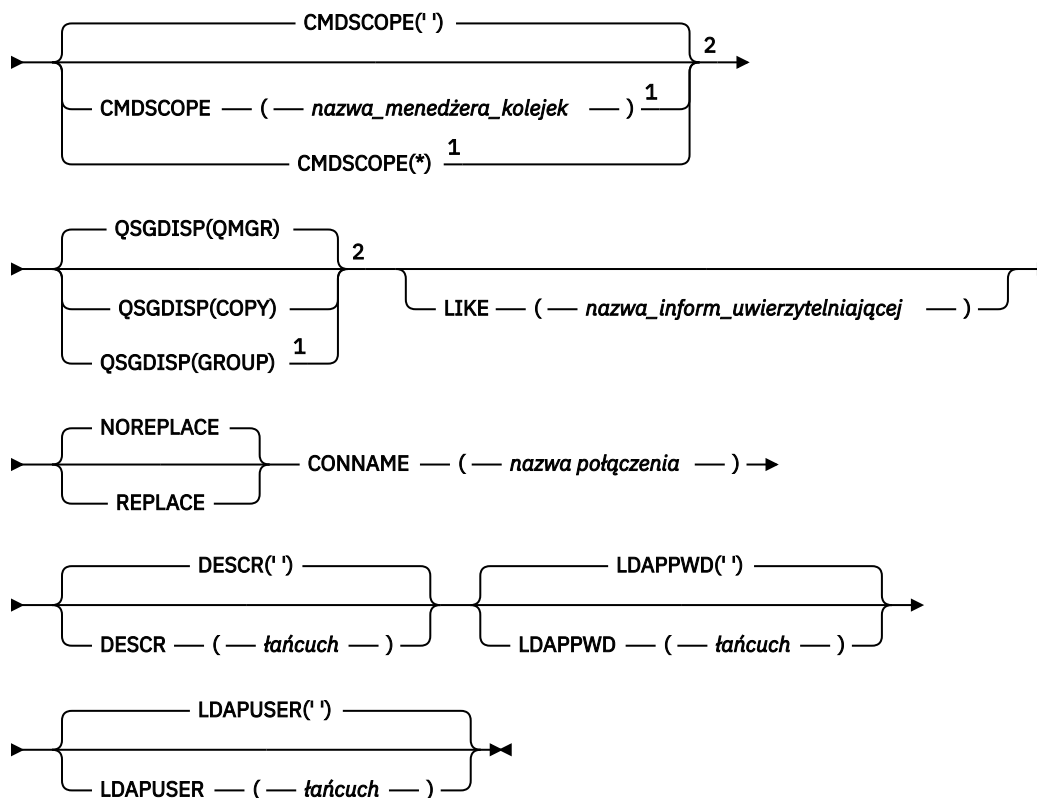 CMDSCOPE(' ')
2
CMDSCOPE ( nazwa_menedżera_kolejek ) 1
CMDSCOPE(*) 1
QSGDISP(QMGR)
2
QSGDISP(COPY)
LIKE ( nazwa_inform_uwierzytelniającej )
QSGDISP(GROUP) 1
NOREPLACE
CONNAME ( nazwa połączenia )
REPLACE
DESCR(' ') LDAPPWD(' ')
DESCR ( łańcuch ) LDAPPWD ( łańcuch )
LDAPUSER(' ')
LDAPUSER ( łańcuch )